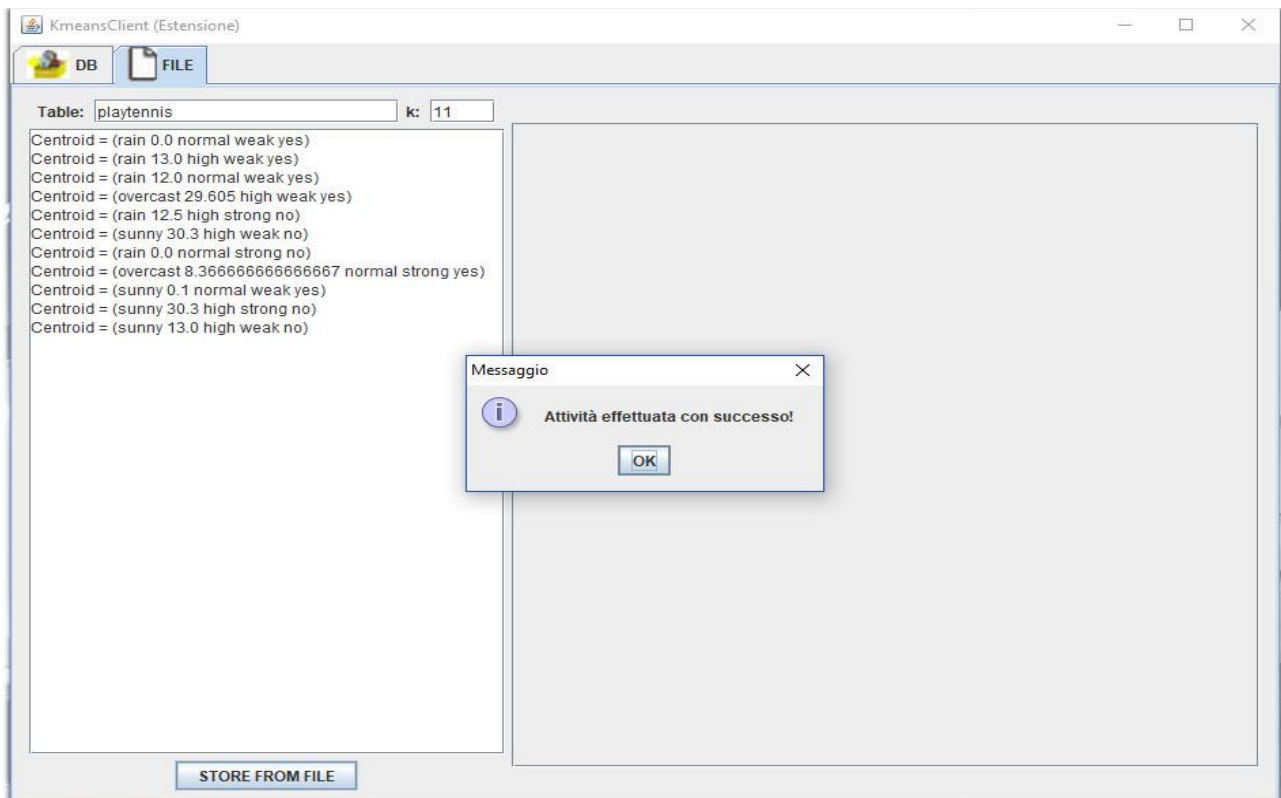 KmeansClient (Estensione)
DB
FILE
Table: playtennis k: 11
Centroid = (rain 0.0 normal weak yes)
Centroid = (rain 13.0 high weak yes)
Centroid = (rain 12.0 normal weak yes)
Centroid = (overcast 29.605 high weak yes)
Centroid = (rain 12.5 high strong no)
Centroid = (sunny 30.3 high weak no)
Centroid = (rain 0.0 normal strong no)
Centroid = (overcast 8.366666666666667 normal strong yes)
Centroid = (sunny 0.1 normal weak yes)
Centroid = (sunny 30.3 high strong no)
Centroid = (sunny 13.0 high weak no)
Messaggio
Attività effettuata con successo!
OK
STORE FROM FILE